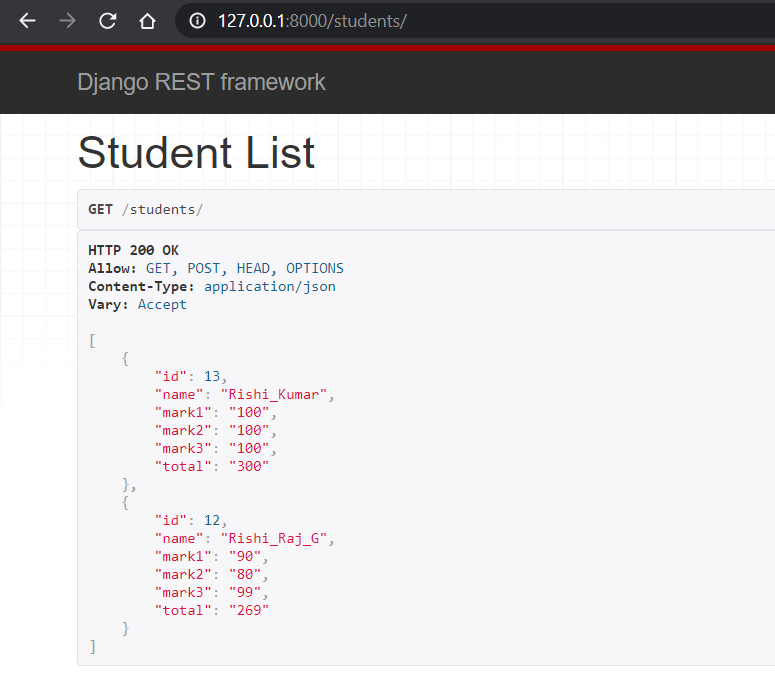 127.0.0.1:8000/students/
Django REST framework
Student List
GET /students/
HTTP 200 OK
Allow: GET, POST, HEAD, OPTIONS
Content-Type: application/json
Vary: Accept
[
    {
        "id": 13,
        "name": "Rishi_Kumar",
        "mark1": "100",
        "mark2": "100",
        "mark3": "100",
        "total": "300"
    },
    {
        "id": 12,
        "name": "Rishi_Raj_G",
        "mark1": "90",
        "mark2": "80",
        "mark3": "99",
        "total": "269"
    }
]